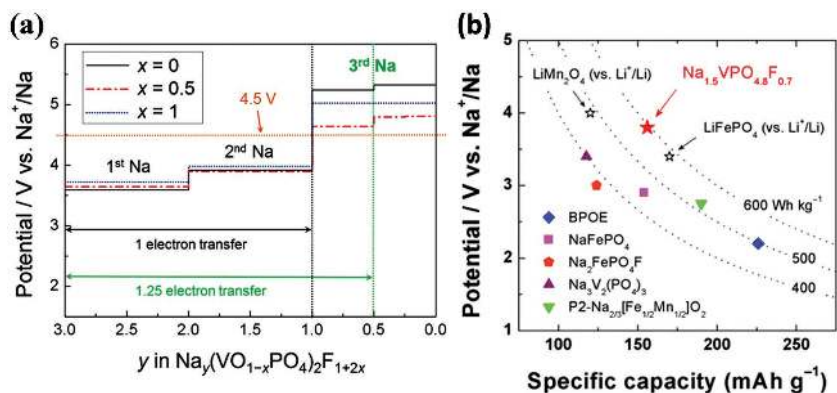 (a)
Potential / V vs. Na⁺/Na
6
5
4
3
2
x = 0
x = 0.5
x = 1
3ʳᵈ Na
4.5 V
1ˢᵗ Na
2ⁿᵈ Na
1 electron transfer
1.25 electron transfer
3.0 2.5 2.0 1.5 1.0 0.5 0.0
y in Naᵧ(VO₁₋ₓPO₄)₂F₁₊₂ₓ
(b)
Potential / V vs. Na⁺/Na
5
4
3
2
1
LiMn₂O₄ (vs. Li⁺/Li)
Na₁.₅VPO₄.₈F₀.₇
LiFePO₄ (vs. Li⁺/Li)
600 Wh kg⁻¹
500
400
BPOE
NaFePO₄
Na₂FePO₄F
Na₃V₂(PO₄)₃
P2-Na₂/₃[Fe₁/₂Mn₁/₂]O₂
100 150 200 250
Specific capacity (mAh g⁻¹)